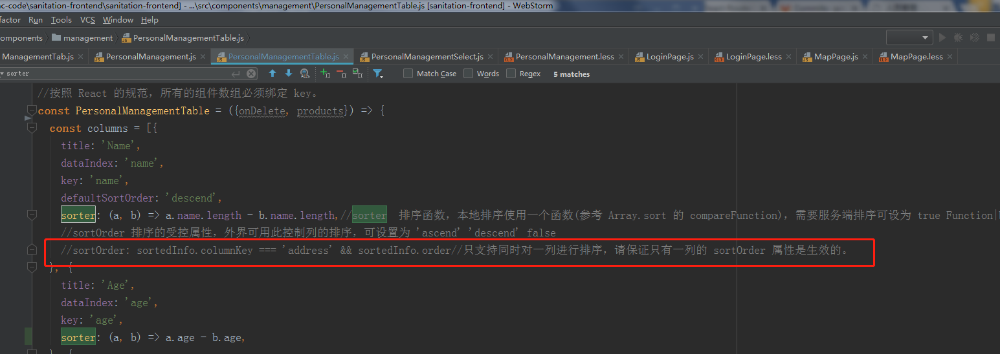 nc-code\sanitation-frontend\sanitation-frontend] - ...\src\components\management\PersonalManagementTable.js [sanitation-frontend] - WebStorm
factor Run Tools VCS Window Help
omponents management PersonalManagementTable.js
ManagementTab.js PersonalManagement.js PersonalManagementTable.js PersonalManagementSelect.js PersonalManagement.less LoginPage.js LoginPage.less MapPage.js MapPage.less
sorter Match Case Words Regex 5 matches
//按照 React 的规范，所有的组件数组必须绑定 key。
const PersonalManagementTable = ({onDelete, products}) => {
const columns = [{
title: 'Name',
dataIndex: 'name',
key: 'name',
defaultSortOrder: 'descend',
sorter: (a, b) => a.name.length - b.name.length,//sorter 排序函数，本地排序使用一个函数(参考 Array.sort 的 compareFunction)，需要服务端排序可设为 true Function|
//sortOrder 排序的受控属性，外界可用此控制列的排序，可设置为 'ascend' 'descend' false
//sortOrder: sortedInfo.columnKey === 'address' && sortedInfo.order//只支持同时对一列进行排序，请保证只有一列的 sortOrder 属性是生效的。
}, {
title: 'Age',
dataIndex: 'age',
key: 'age',
sorter: (a, b) => a.age - b.age,
}, {